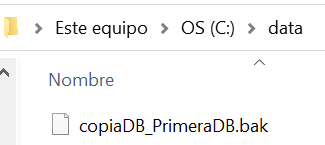 Este equipo > OS (C:) > data
Nombre
copiaDB_PrimeraDB.bak